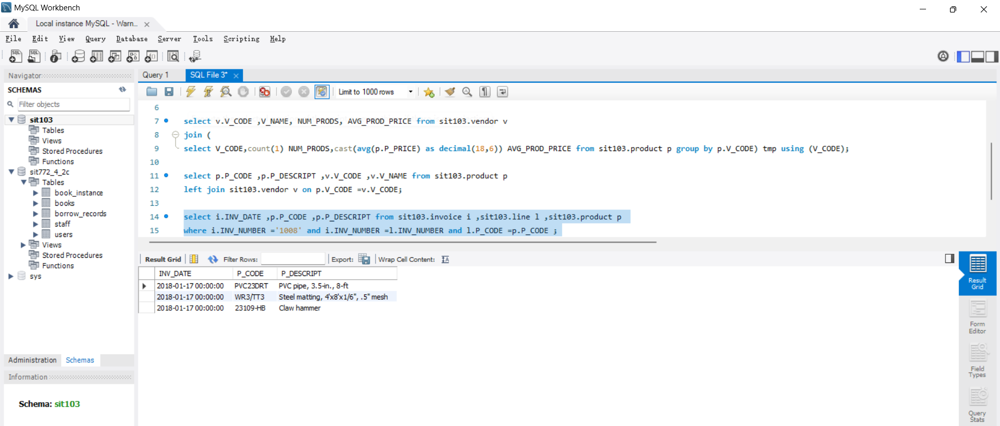 MySQL Workbench
Local instance MySQL - Warn...
File Edit View Query Database Server Tools Scripting Help
Navigator
SCHEMAS
Filter objects
sit103
Tables
Views
Stored Procedures
Functions
sit772_4_2c
Tables
book_instance
books
borrow_records
staff
users
Views
Stored Procedures
Functions
sys
Administration Schemas
Information
Schema: sit103
Query 1 SQL File 3*
Limit to 1000 rows
6
7 select v.V_CODE ,V_NAME, NUM_PRODS, AVG_PROD_PRICE from sit103.vendor v
8 join (
9 select V_CODE,count(1) NUM_PRODS,cast(avg(p.P_PRICE) as decimal(18,6)) AVG_PROD_PRICE from sit103.product p group by p.V_CODE) tmp using (V_CODE);
10
11 select p.P_CODE ,p.P_DESCRIPT ,v.V_CODE ,v.V_NAME from sit103.product p
12 left join sit103.vendor v on p.V_CODE =v.V_CODE;
13
14 select i.INV_DATE ,p.P_CODE ,p.P_DESCRIPT from sit103.invoice i ,sit103.line l ,sit103.product p
15 where i.INV_NUMBER ='1008' and i.INV_NUMBER =l.INV_NUMBER and l.P_CODE =p.P_CODE ;
Result Grid Filter Rows: Export: Wrap Cell Content:
INV_DATE P_CODE P_DESCRIPT
2018-01-17 00:00:00 PVC23DRT PVC pipe, 3.5-in., 8-ft
2018-01-17 00:00:00 WR3/TT3 Steel matting, 4'x8'x1/6", .5" mesh
2018-01-17 00:00:00 23109-HB Claw hammer
Result
Grid
Form
Editor
Field
Types
Query
Stats